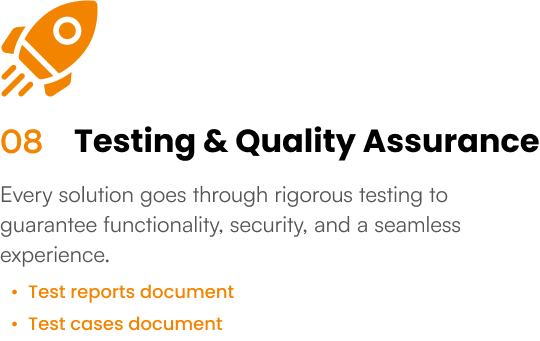 08 Testing & Quality Assurance
Every solution goes through rigorous testing to
guarantee functionality, security, and a seamless
experience.
• Test reports document
• Test cases document